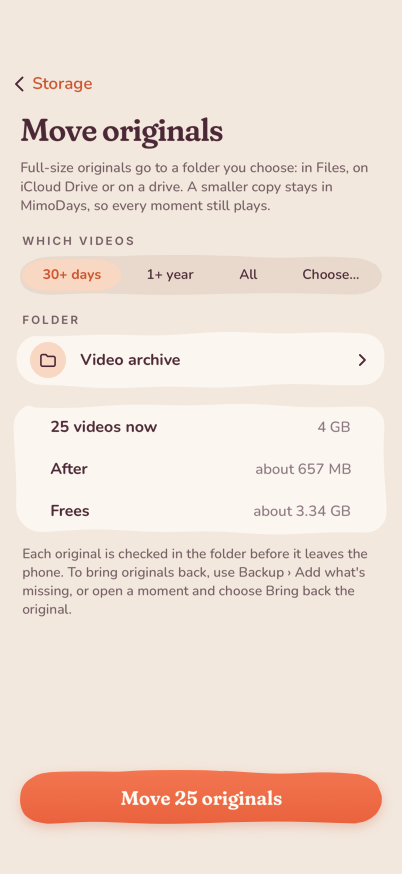 Storage
Move originals
Full-size originals go to a folder you choose: in Files, on
iCloud Drive or on a drive. A smaller copy stays in
MimoDays, so every moment still plays.
WHICH VIDEOS
30+ days 1+ year All Choose...
FOLDER
Video archive
25 videos now 4 GB
After about 657 MB
Frees about 3.34 GB
Each original is checked in the folder before it leaves the
phone. To bring originals back, use Backup › Add what's
missing, or open a moment and choose Bring back the
original.
Move 25 originals